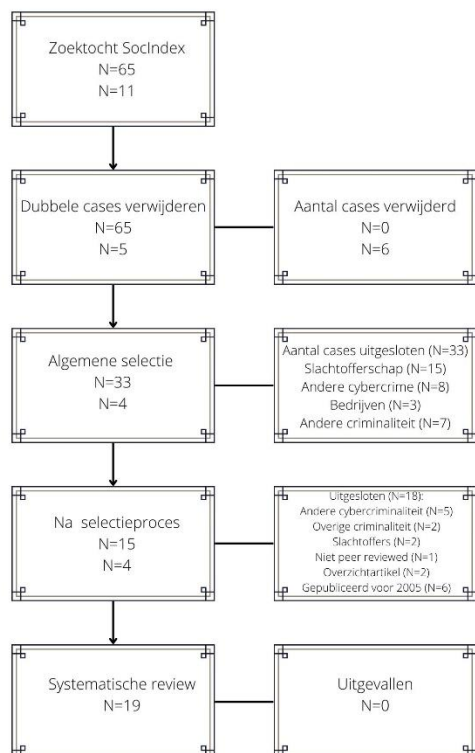 Zoektocht SocIndex
N=65
N=11
Dubbele cases verwijderen
N=65
N=5
Aantal cases verwijderd
N=0
N=6
Algemene selectie
N=33
N=4
Aantal cases uitgesloten (N=33)
Slachtofferschap (N=15)
Andere cybercrime (N=8)
Bedrijven (N=3)
Andere criminaliteit (N=7)
Na selectieproces
N=15
N=4
Uitgesloten (N=18):
Andere cybercriminaliteit (N=5)
Overige criminaliteit (N=2)
Slachtoffers (N=2)
Niet peer reviewed (N=1)
Overzichtartikel (N=2)
Gepubliceerd voor 2005 (N=6)
Systematische review
N=19
Uitgevallen
N=0